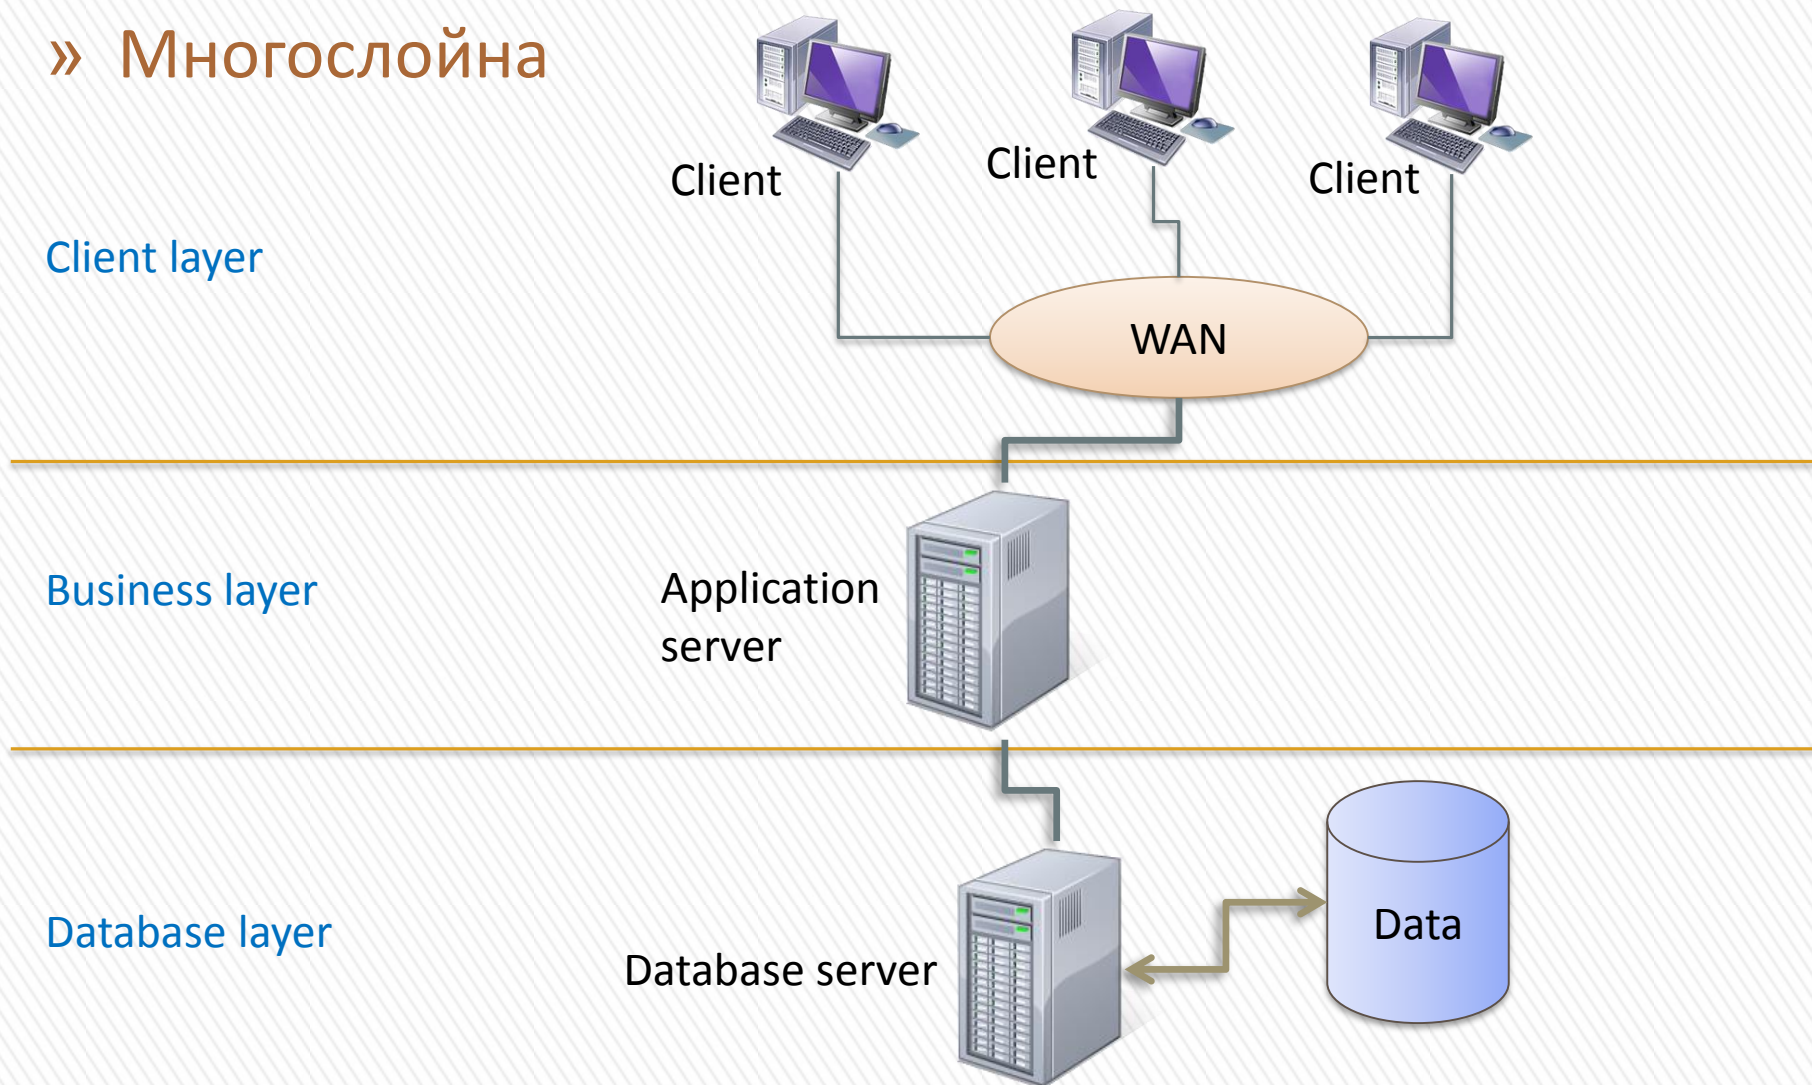 » Многослойна
Client
Client
Client
Client layer
WAN
Business layer
Application
server
Database layer
Database server
Data